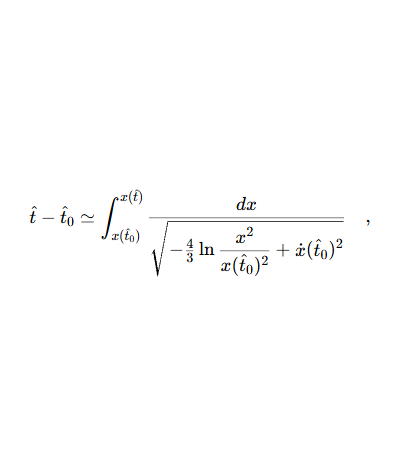 $\hat{t} - \hat{t}_0 \simeq \int_{x(\hat{t}_0)}^{x(\hat{t})} \frac{dx}{\sqrt{-\frac{4}{3} \ln \frac{x^2}{x(\hat{t}_0)^2} + \dot{x}(\hat{t}_0)^2}} \quad ,$